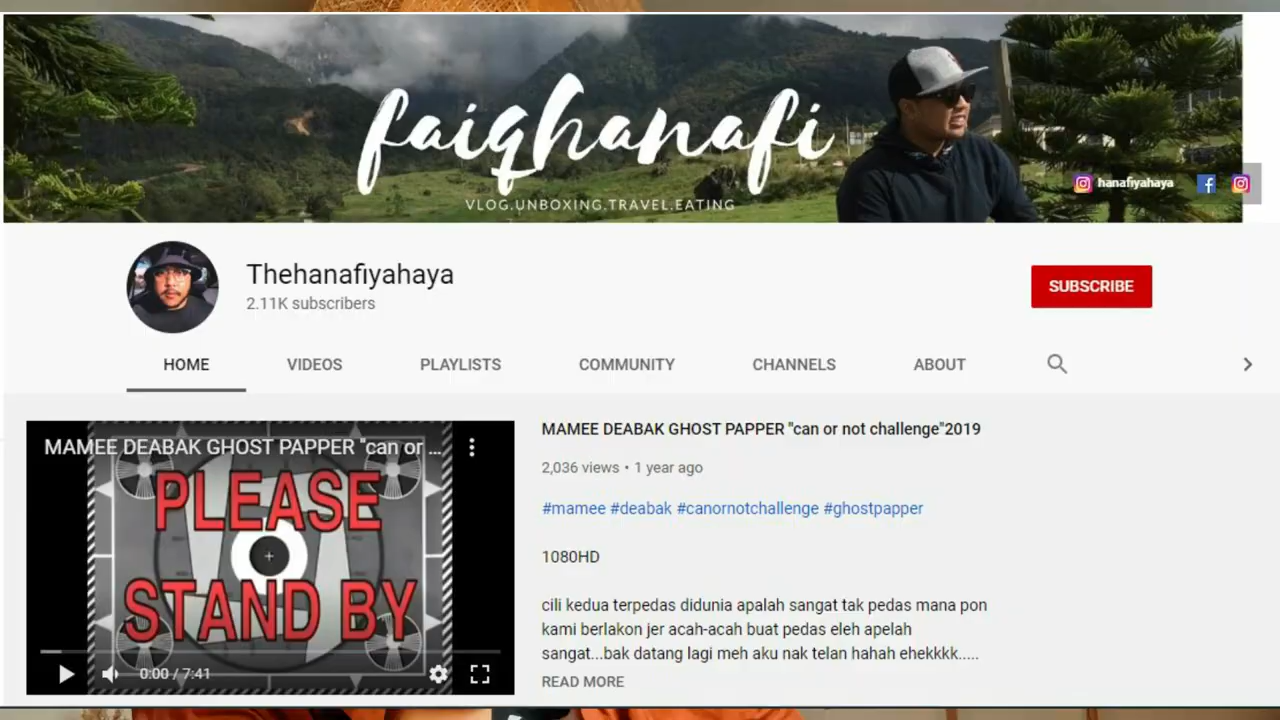 faiqhanafi
VLOG.UNBOXING.TRAVEL.EATING
hanafiyahaya
Thehanafiyahaya
2.11K subscribers
SUBSCRIBE
HOME VIDEOS PLAYLISTS COMMUNITY CHANNELS ABOUT
MAMEE DEABAK GHOST PAPPER "can or ...
PLEASE
STAND BY
0:00 / 7:41
MAMEE DEABAK GHOST PAPPER "can or not challenge"2019
2,036 views • 1 year ago
#mamee #deabak #canornotchallenge #ghostpapper
1080HD
cili kedua terpedas didunia apalah sangat tak pedas mana pon
kami berlakon jer acah-acah buat pedas eleh apelah
sangat...bak datang lagi meh aku nak telan hahah ehekkkk.....
READ MORE